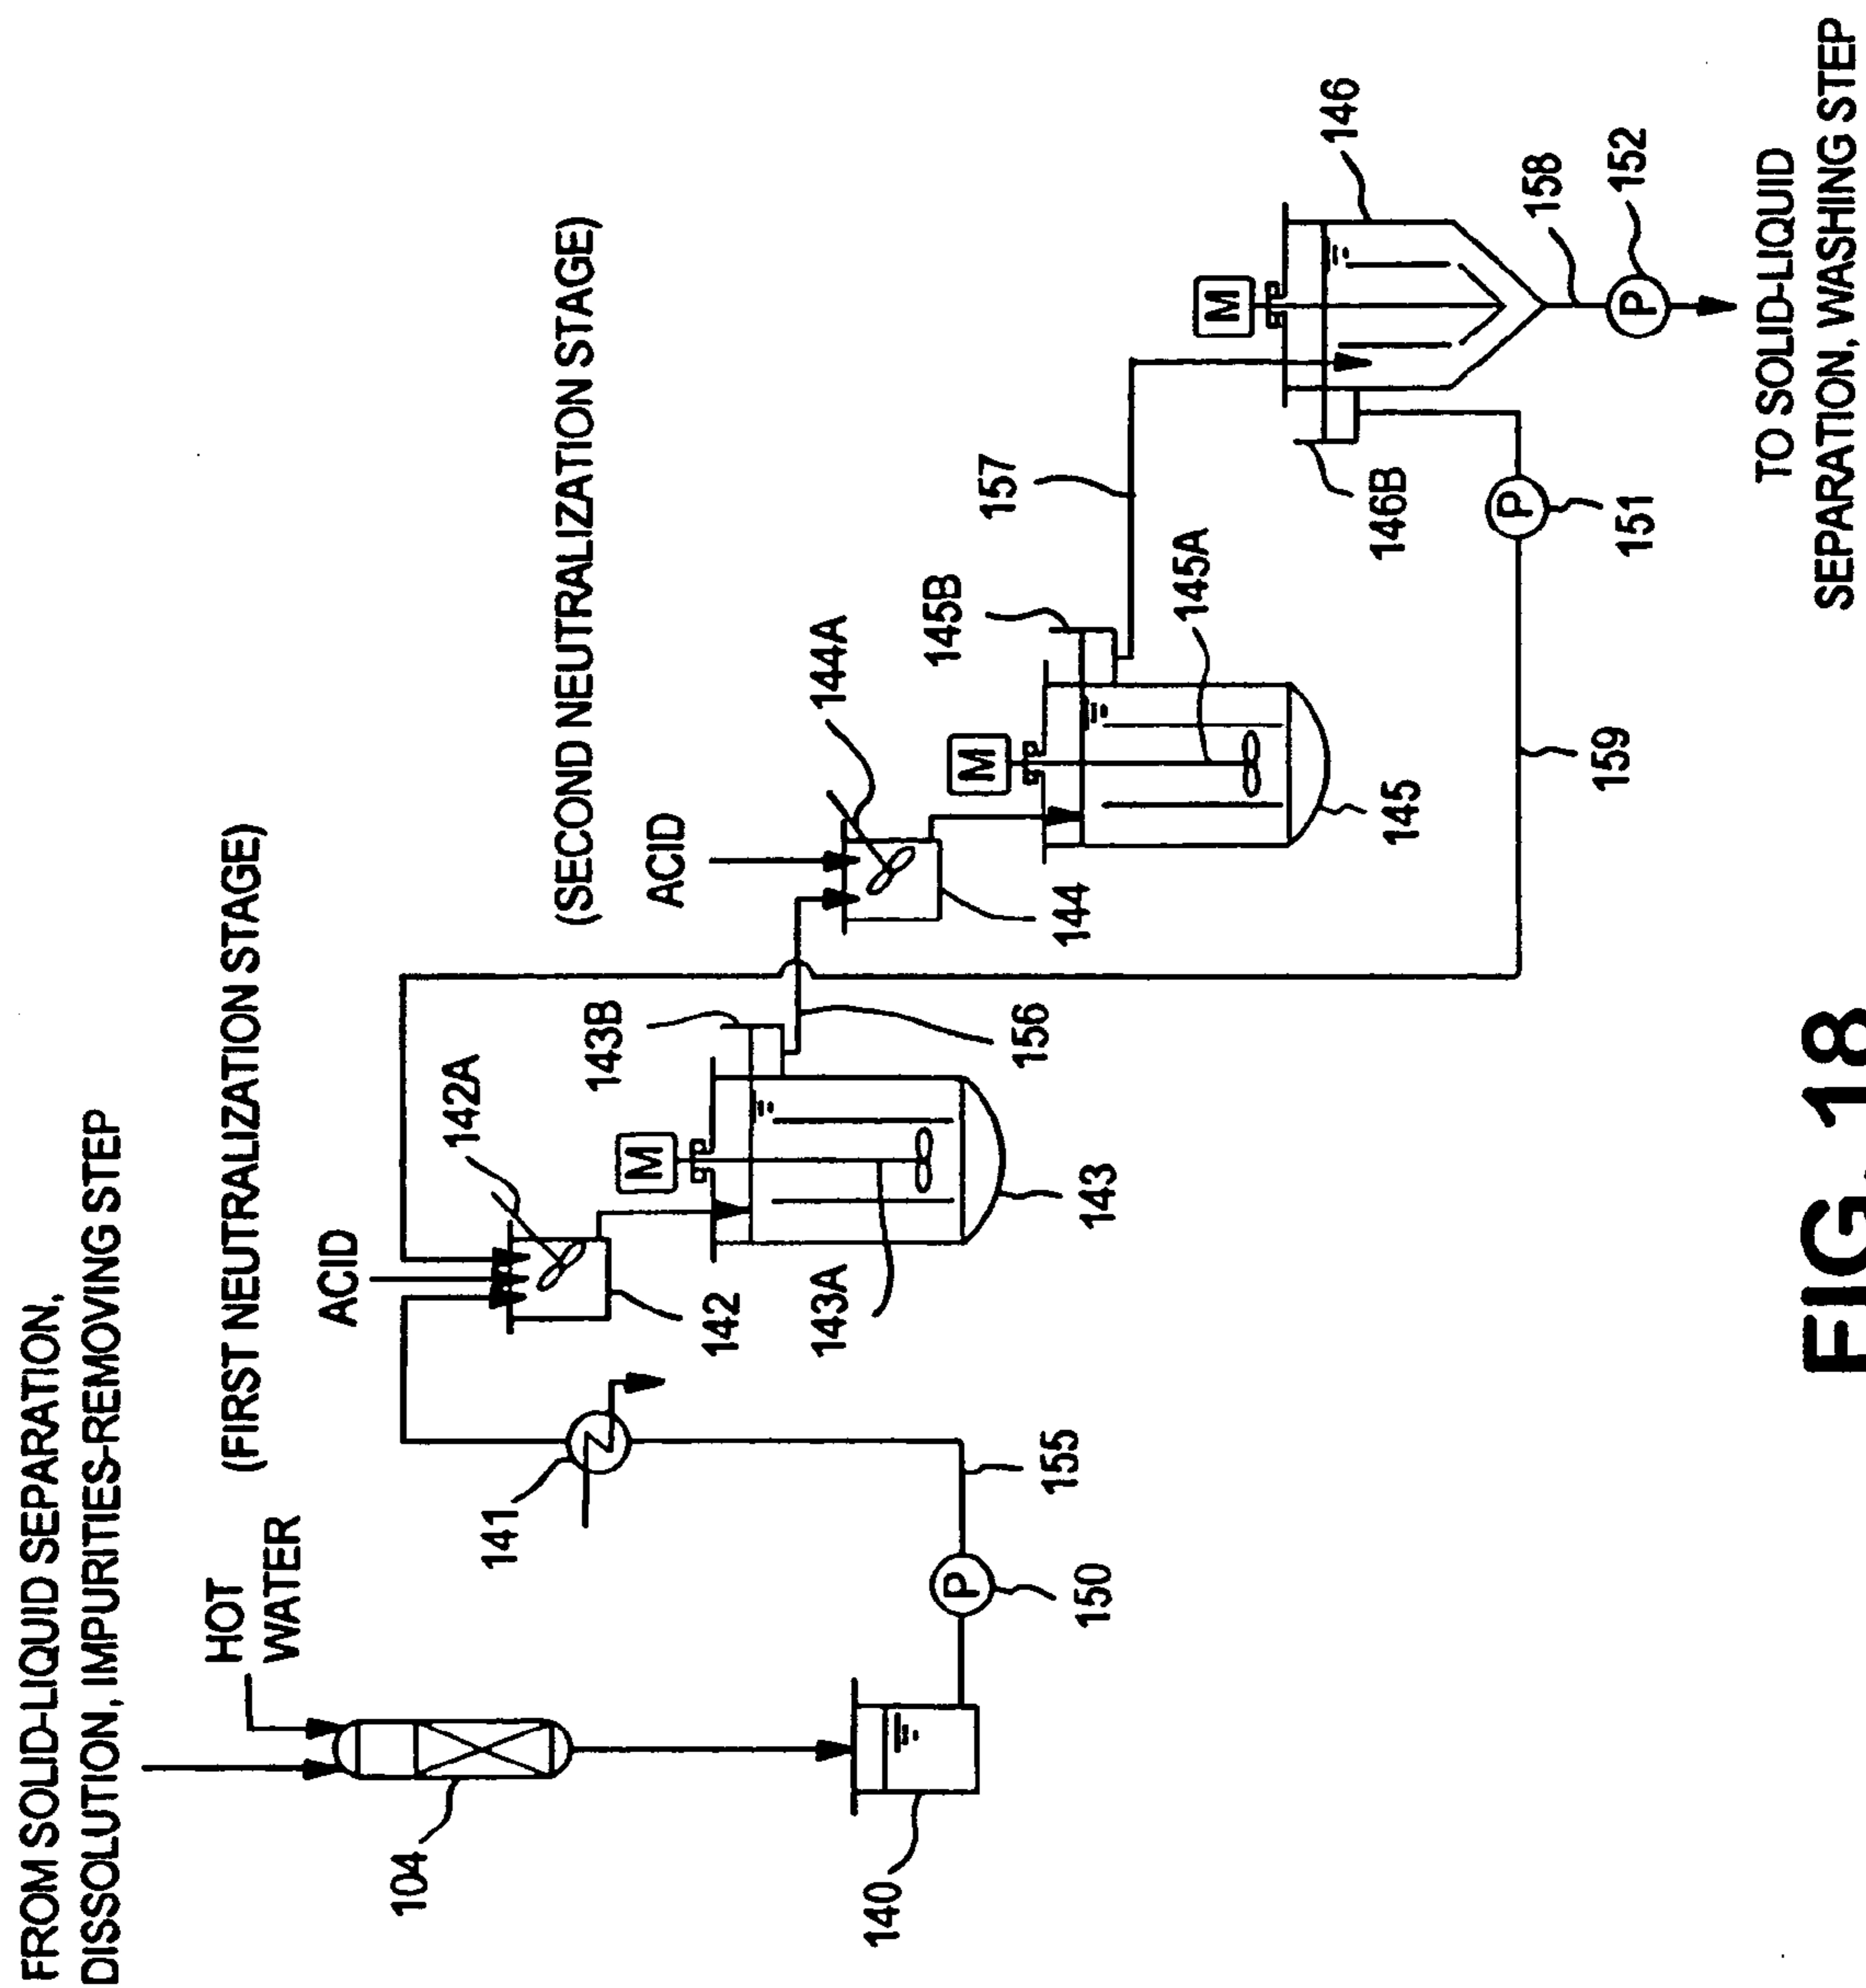 FROM SOLID-LIQUID SEPARATION,
DISSOLUTION, IMPURITIES-REMOVING STEP
HOT
WATER
(FIRST NEUTRALIZATION STAGE)
ACID
142A
141
104
140
150
155
142
143A
143
M
143B
156
(SECOND NEUTRALIZATION STAGE)
ACID
144A
144
145B
M
145A
145
157
M
146
146B
158
152
P
P
151
159
P
TO SOLID-LIQUID
SEPARATION, WASHING STEP
FIG. 18